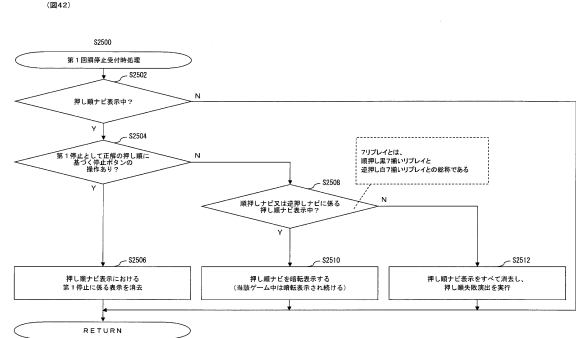 (図42)
S2500
第1回胴停止受付時処理
S2502
押し順ナビ表示中?
N
Y
S2504
第1停止として正解の押し順に
基づく停止ボタンの
操作あり?
N
Y
7リプレイとは、
順押し黒7揃いリプレイと
逆押し白7揃いリプレイとの総称である
S2508
順押しナビ又は逆押しナビに係る
押し順ナビ表示中?
N
Y
S2506
押し順ナビ表示における
第1停止に係る表示を消去
S2510
押し順ナビを暗転表示する
(当該ゲーム中は暗転表示され続ける)
S2512
押し順ナビ表示をすべて消去し、
押し順失敗演出を実行
RETURN